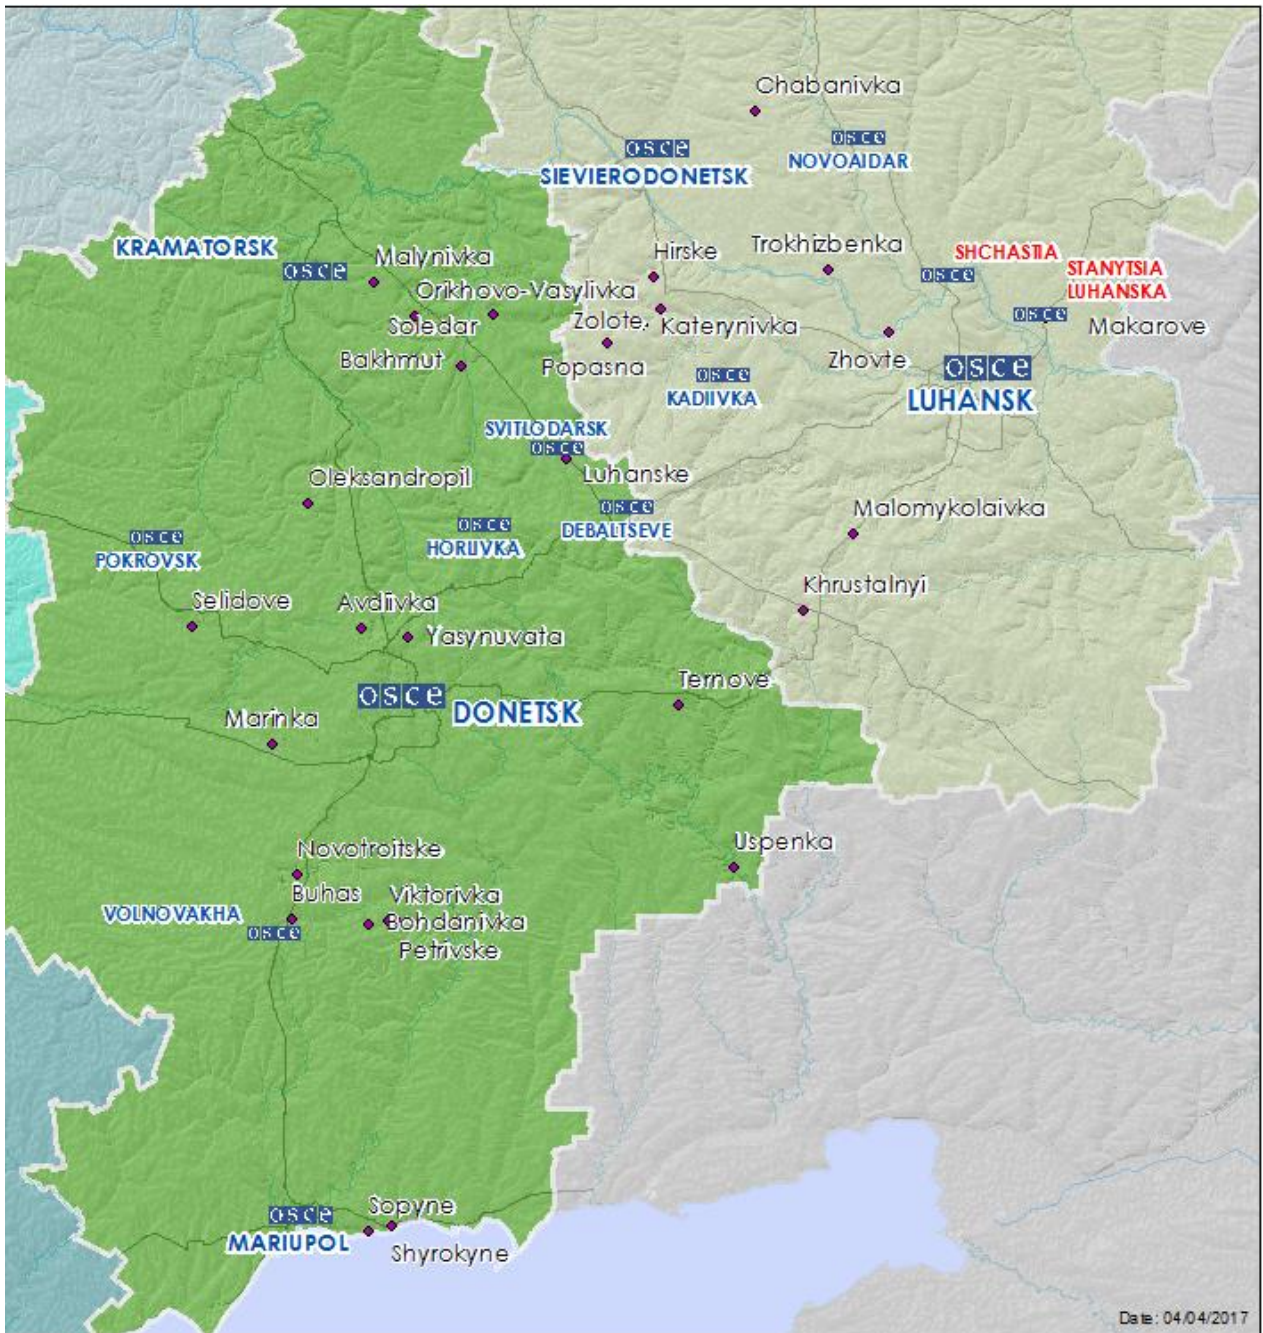 Chabanivka
osce
NOVOAIDAR
osce
SIEVIERODONETSK
KRAMATORSK
osce
Malynivka
Hirske
Trokhizbenka
SHCHASTIA
osce
STANYTSIA
LUHANSKA
osce
Makarove
Orikhovo-Vasylivka
Soledar
Zolote
Katerynivka
Bakhmut
Popasna
Zhovte
osce
KADIIVKA
osce
LUHANSK
SVITLODARSK
osce
Luhanske
Oleksandropil
osce
DEBALTSEVE
Malomykolaivka
osce
POKROVSK
osce
HORLIVKA
Selidove
Avdiivka
Yasynuvata
Khrustalnyi
osce
DONETSK
Ternove
Marinka
Novotroitske
Uspenka
Buhas
Viktorivka
VOLNOVAKHA
osce
Bohdanivka
Petrivske
osce
MARIUPOL
Sopyne
Shyrokyne
Date: 04/04/2017